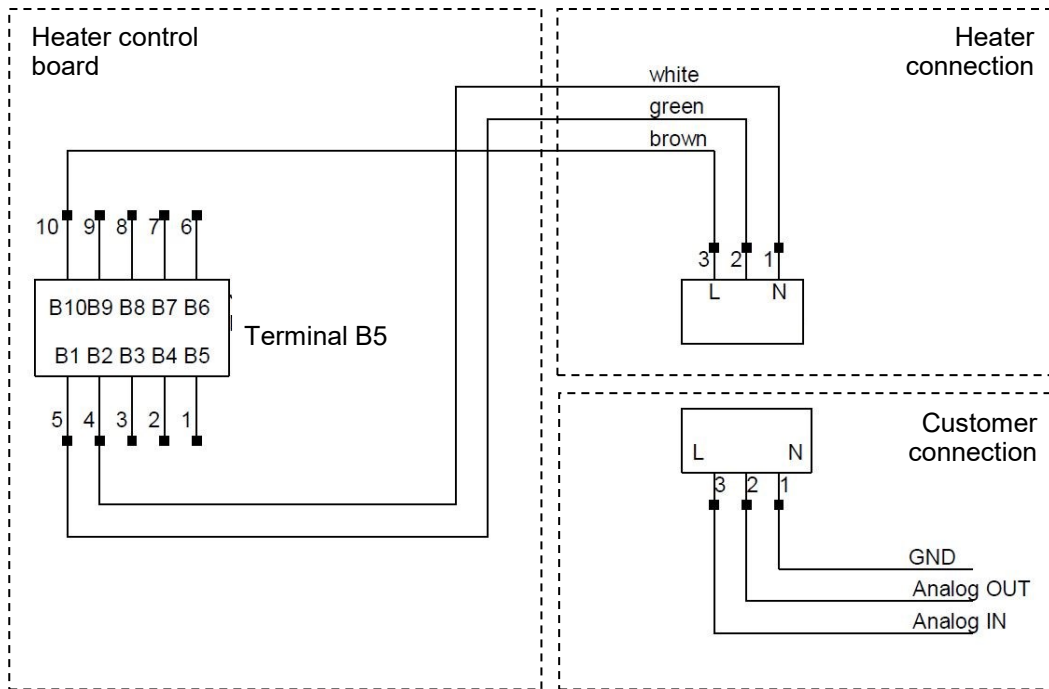 Heater control
board
Heater
connection
white
green
brown
10 9 8 7 6
3 2 1
L N
B10 B9 B8 B7 B6
Terminal B5
B1 B2 B3 B4 B5
5 4 3 2 1
Customer
connection
L N
3 2 1
GND
Analog OUT
Analog IN